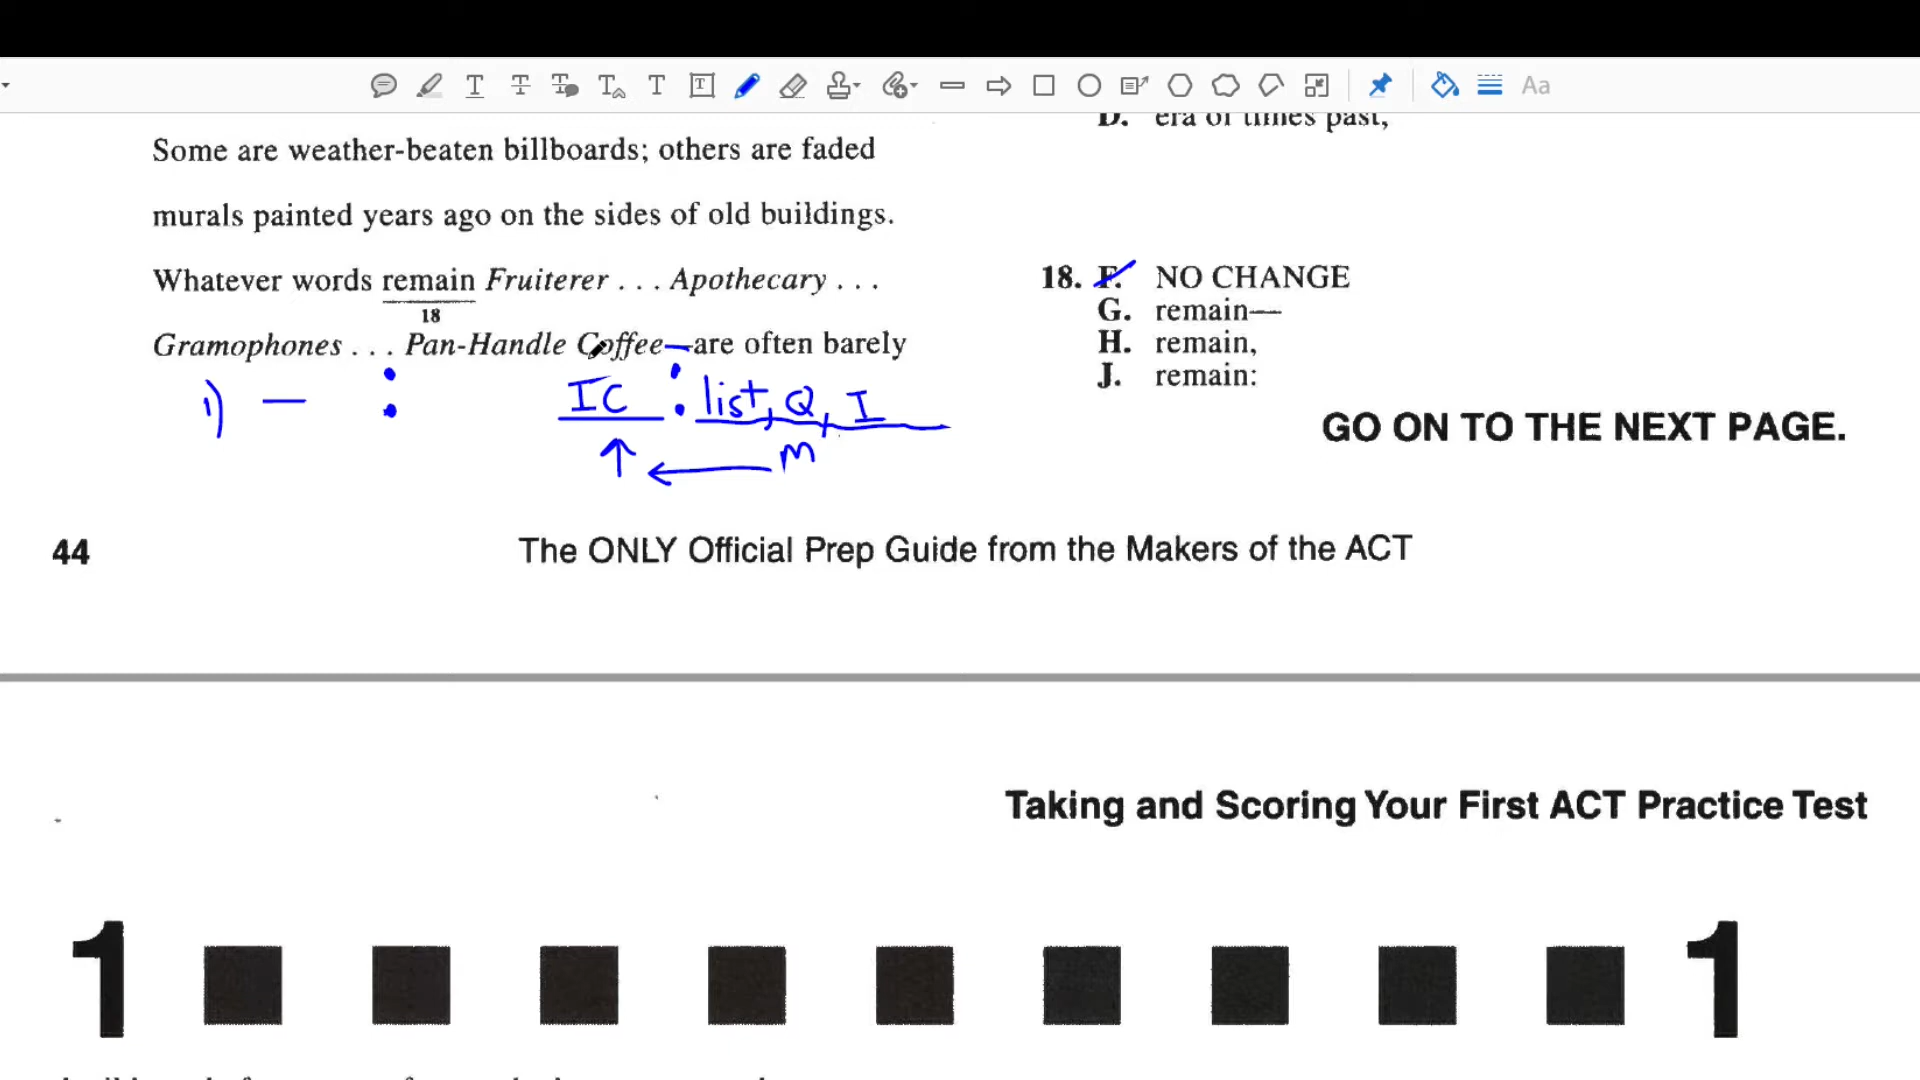 D. era of times past,
Some are weather-beaten billboards; others are faded
murals painted years ago on the sides of old buildings.
Whatever words remain Fruiterer . . . Apothecary . . .
18
Gramophones . . . Pan-Handle Coffee—are often barely
18. F. NO CHANGE
G. remain—
H. remain,
J. remain:
1) — :
IC : list, Q, I
↑ ← m
GO ON TO THE NEXT PAGE.
44 The ONLY Official Prep Guide from the Makers of the ACT
Taking and Scoring Your First ACT Practice Test
1 1